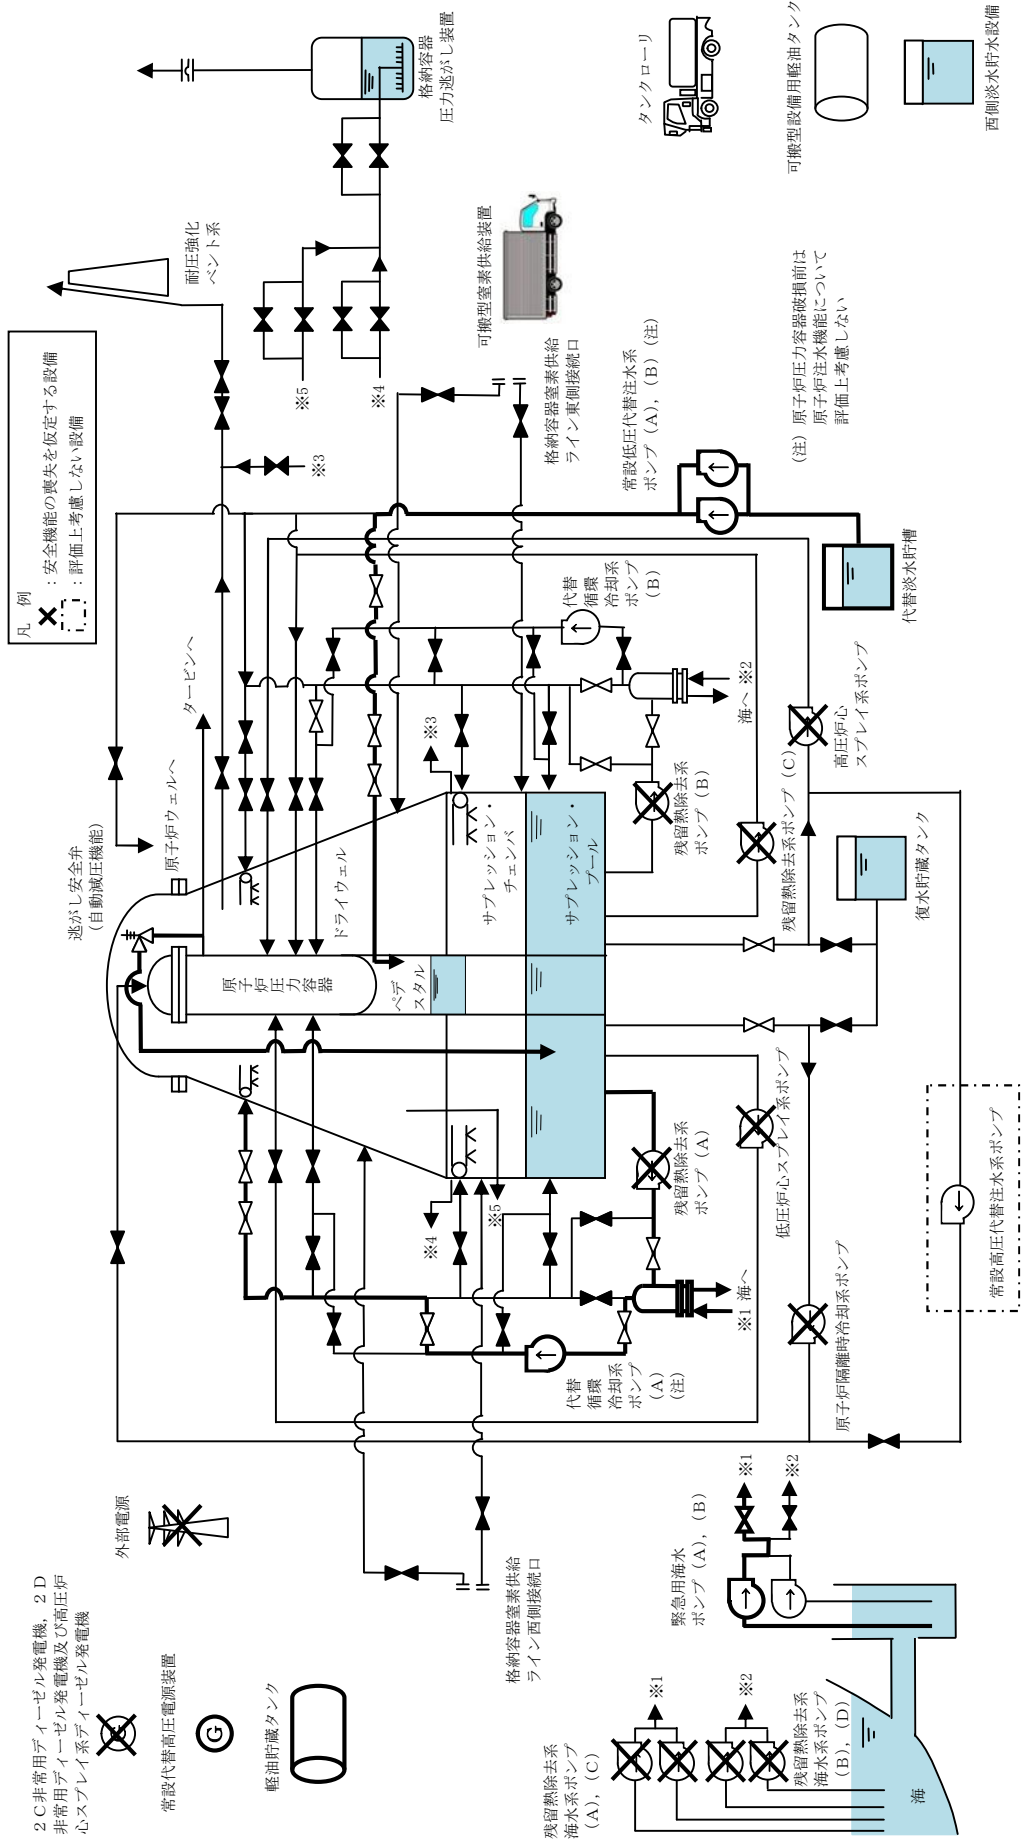 2C非常用ディーゼル発電機,2D
非常用ディーゼル発電機及び高圧炉
心スプレイ系ディーゼル発電機
G
常設代替高圧電源装置
G
軽油貯蔵タンク
外部電源
残留熱除去系
海水系ポンプ
(A),(C)
※1
※2
残留熱除去系
海水系ポンプ
(B),(D)
海
緊急用海水
ポンプ(A),(B)
※1
※2
格納容器窒素供給
ライン西側接続口
凡 例
:安全機能の喪失を仮定する設備
:評価上考慮しない設備
逃がし安全弁
(自動減圧機能)
原子炉ウェルへ
タービンへ
原子炉圧力容器
ドライウェル
ペデ
スタル
サプレッション・
チェンバ
サプレッション・
プール
※3
※4
※5
代替
循環
冷却系
ポンプ
(A)
(注)
※1 海へ
残留熱除去系
ポンプ(A)
低圧炉心スプレイ系ポンプ
原子炉隔離時冷却系ポンプ
常設高圧代替注水系ポンプ
代替
循環
冷却系
ポンプ
(B)
海へ ※2
残留熱除去系
ポンプ(B)
残留熱除去系ポンプ(C)
高圧炉心
スプレイ系ポンプ
復水貯蔵タンク
代替淡水貯槽
耐圧強化
ベント系
※3
※5
※4
格納容器
圧力逃がし装置
可搬型窒素供給装置
格納容器窒素供給
ライン東側接続口
常設低圧代替注水系
ポンプ(A),(B)(注)
(注)原子炉圧力容器破損前は
原子炉注水機能について
評価上考慮しない
タンクローリ
可搬型設備用軽油タンク
西側淡水貯水設備